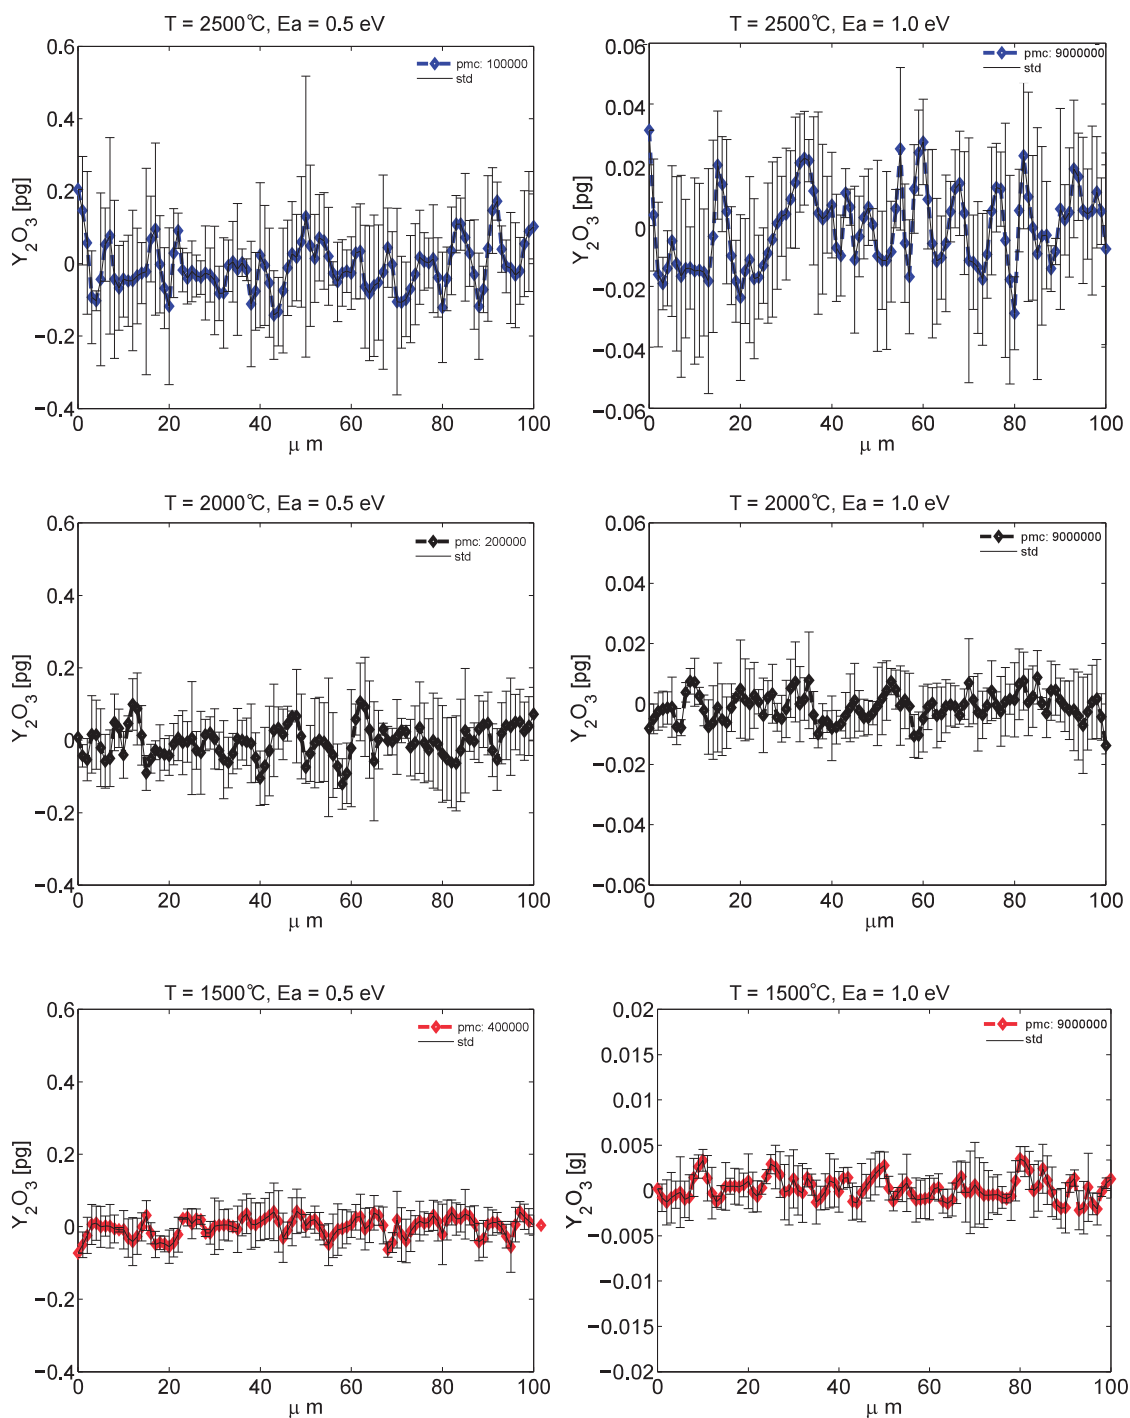 T = 2500°C, Ea = 0.5 eV
0.6
0.4
0.2
0
−0.2
−0.4
Y2O3 [pg]
pmc: 100000
std
0 20 40 60 80 100
μ m
T = 2500°C, Ea = 1.0 eV
0.06
0.04
0.02
0
−0.02
−0.04
−0.06
Y2O3 [pg]
pmc: 9000000
std
0 20 40 60 80 100
μ m
T = 2000°C, Ea = 0.5 eV
0.6
0.4
0.2
0
−0.2
−0.4
Y2O3 [pg]
pmc: 200000
std
0 20 40 60 80 100
μ m
T = 2000°C, Ea = 1.0 eV
0.06
0.04
0.02
0
−0.02
−0.04
−0.06
Y2O3 [pg]
pmc: 9000000
std
0 20 40 60 80 100
μm
T = 1500°C, Ea = 0.5 eV
0.6
0.4
0.2
0
−0.2
−0.4
Y2O3 [pg]
pmc: 400000
std
0 20 40 60 80 100
μ m
T = 1500°C, Ea = 1.0 eV
0.02
0.015
0.01
0.005
0
−0.005
−0.01
−0.015
−0.02
Y2O3 [g]
pmc: 9000000
std
0 20 40 60 80 100
μ m